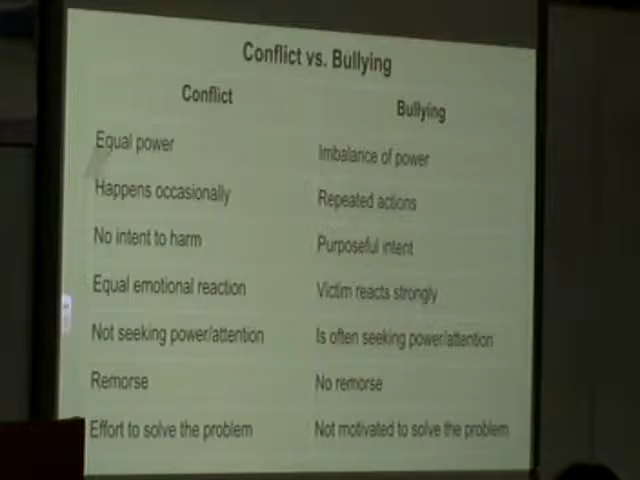 Conflict vs. Bullying
Conflict Bullying
Equal power Imbalance of power
Happens occasionally Repeated actions
No intent to harm Purposeful intent
Equal emotional reaction Victim reacts strongly
Not seeking power/attention Is often seeking power/attention
Remorse No remorse
Effort to solve the problem Not motivated to solve the problem